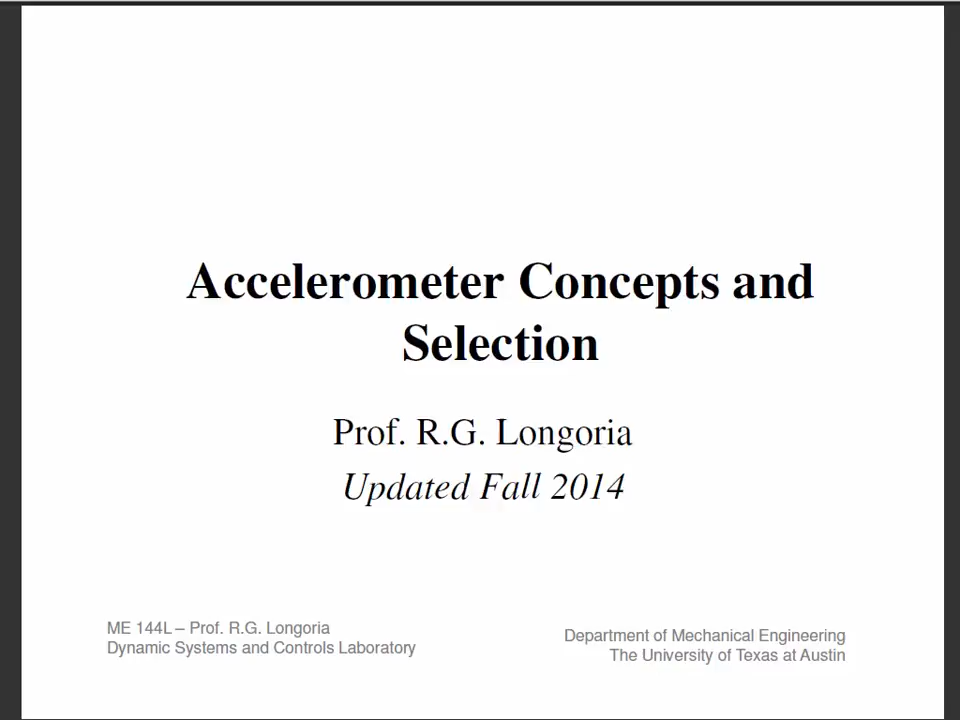 Accelerometer Concepts and
Selection
Prof. R.G. Longoria
Updated Fall 2014
ME 144L – Prof. R.G. Longoria
Dynamic Systems and Controls Laboratory
Department of Mechanical Engineering
The University of Texas at Austin